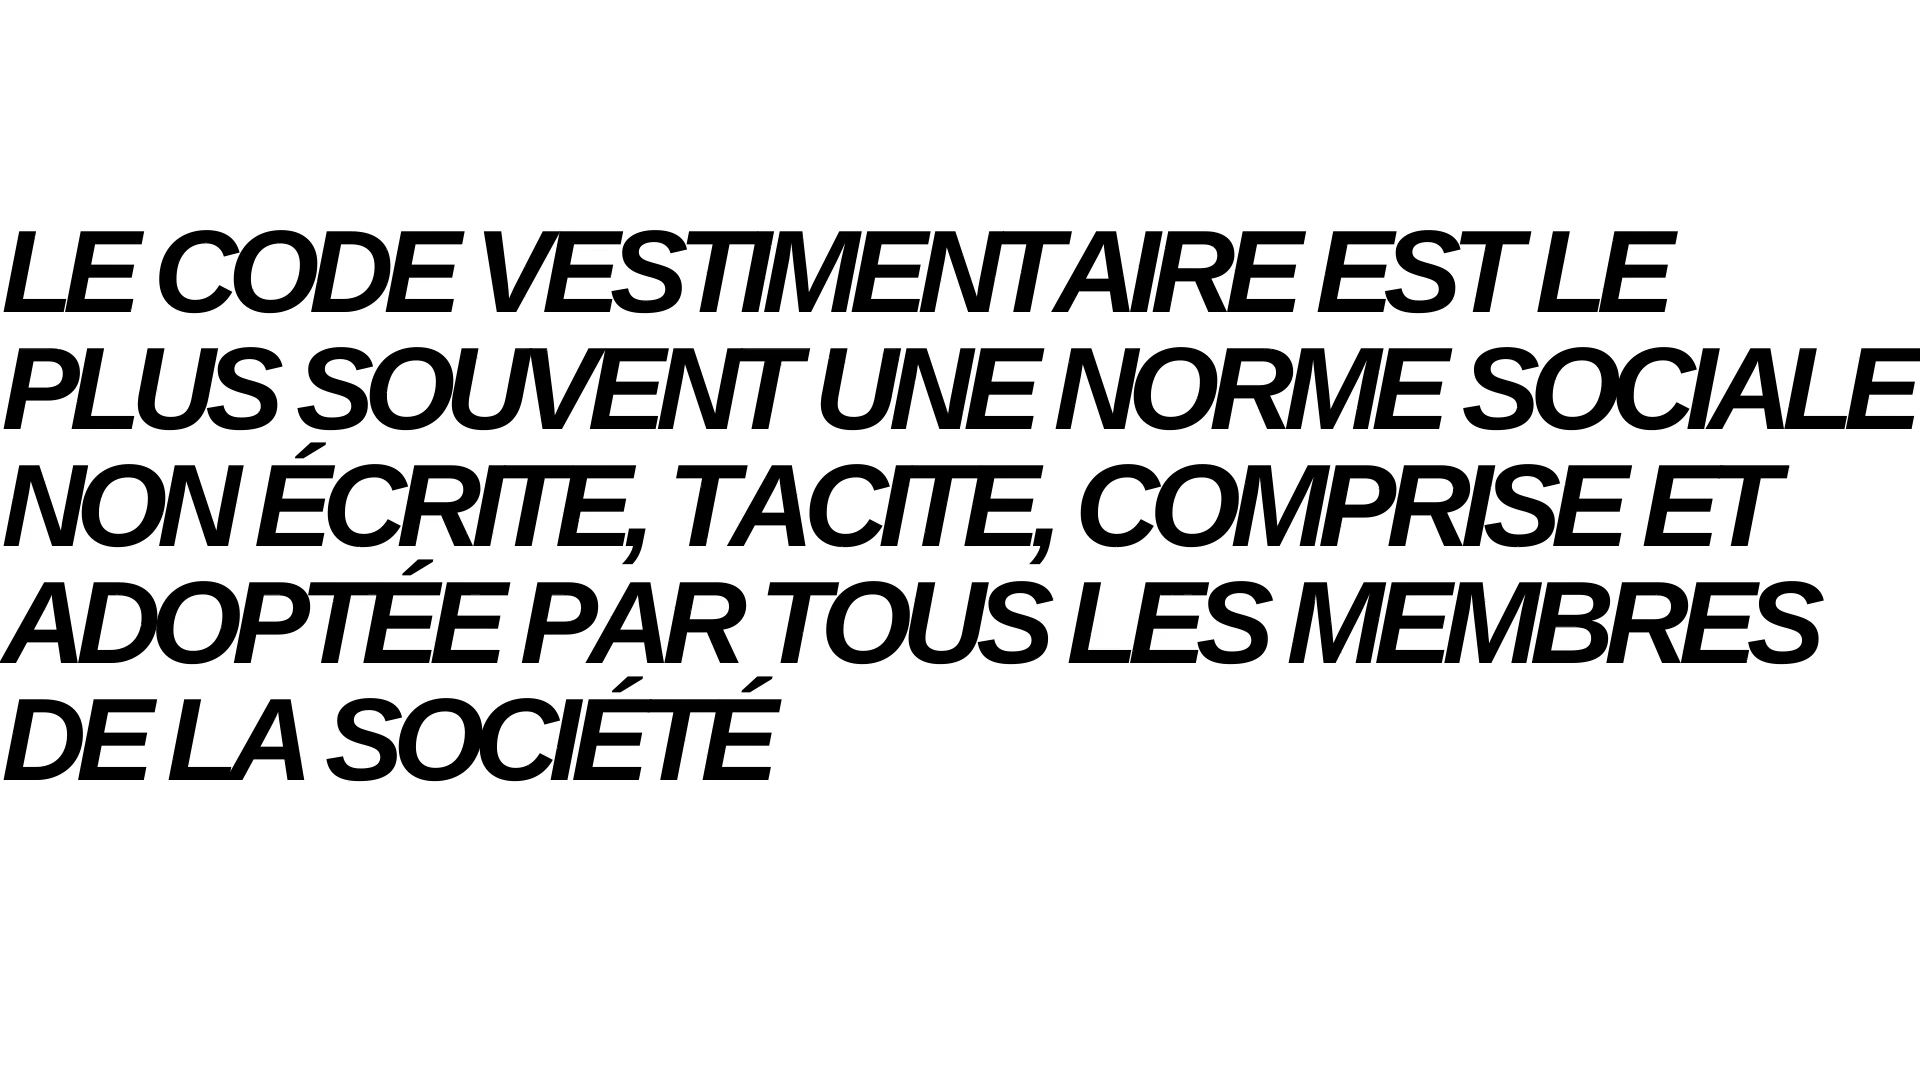 LE CODE VESTIMENTAIRE EST LE
PLUS SOUVENT UNE NORME SOCIALE
NON ÉCRITE, TACITE, COMPRISE ET
ADOPTÉE PAR TOUS LES MEMBRES
DE LA SOCIÉTÉ